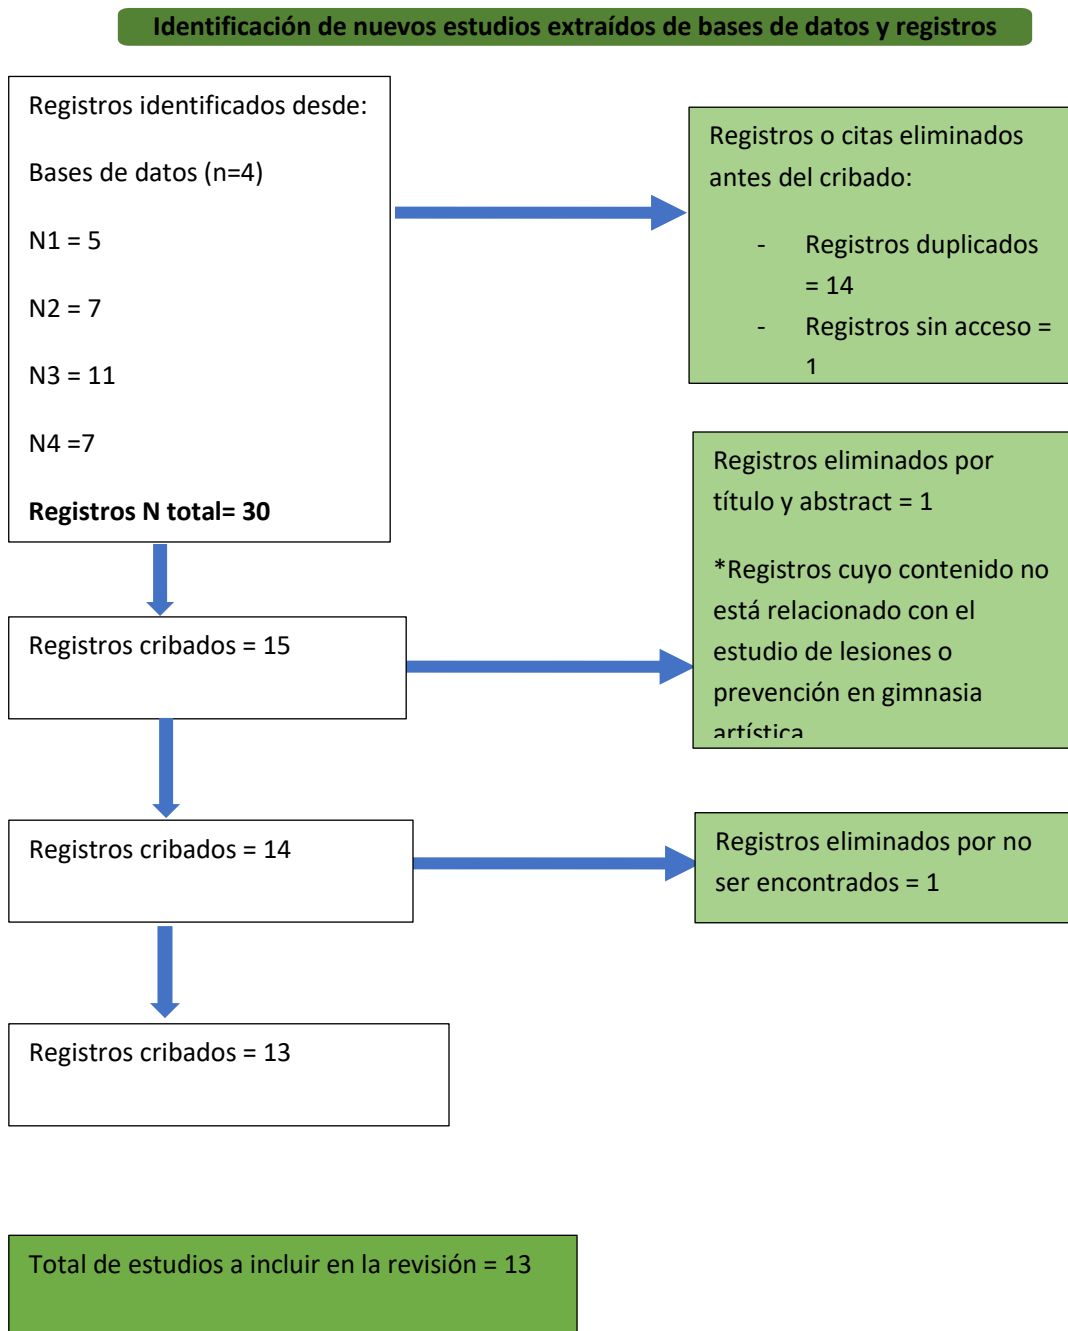 Identificación de nuevos estudios extraídos de bases de datos y registros
Registros identificados desde:
Bases de datos (n=4)
N1 = 5
N2 = 7
N3 = 11
N4 =7
Registros N total= 30
Registros o citas eliminados
antes del cribado:
- Registros duplicados
= 14
- Registros sin acceso =
1
Registros cribados = 15
Registros eliminados por
título y abstract = 1
*Registros cuyo contenido no
está relacionado con el
estudio de lesiones o
prevención en gimnasia
artística
Registros cribados = 14
Registros eliminados por no
ser encontrados = 1
Registros cribados = 13
Total de estudios a incluir en la revisión = 13